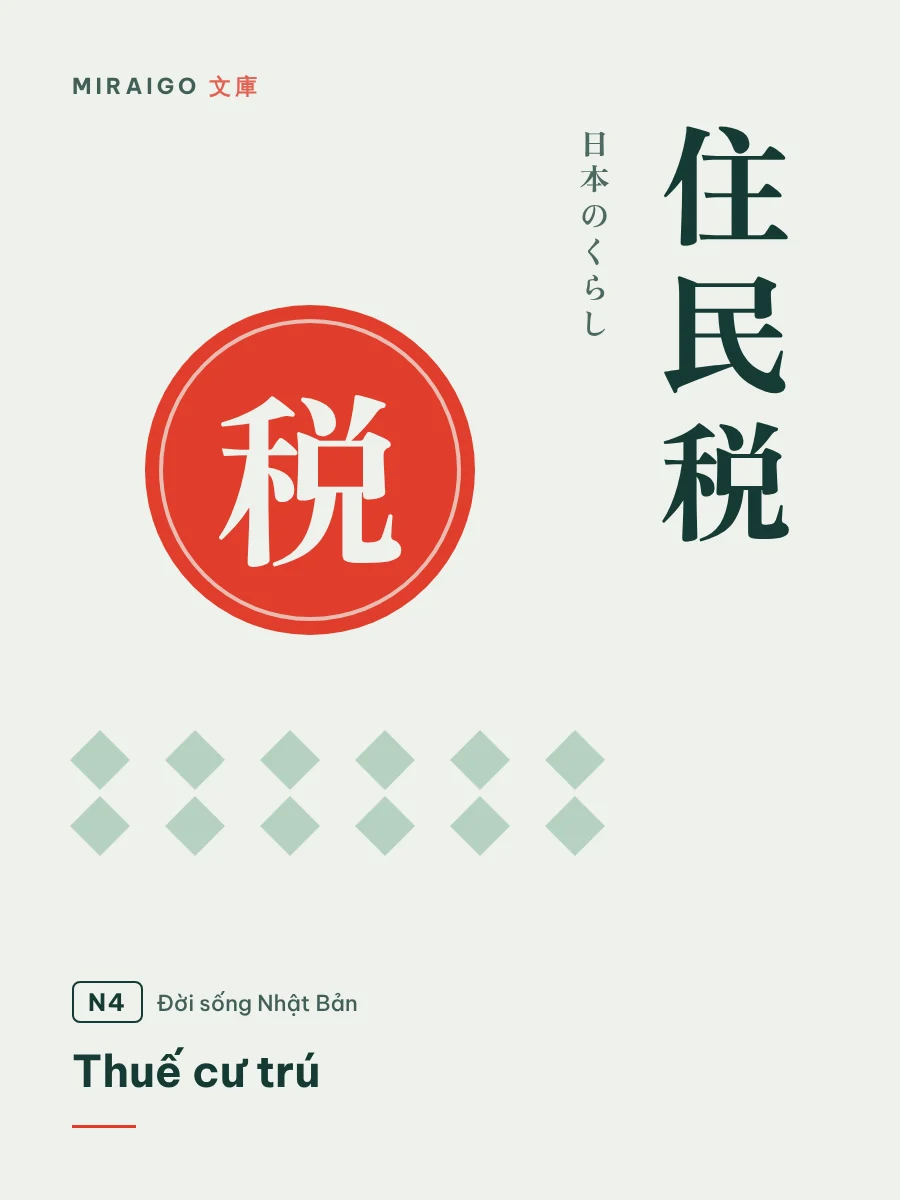 MIRAIGO 文庫
住民税
日本のくらし
税
N4 Đời sống Nhật Bản
Thuế cư trú